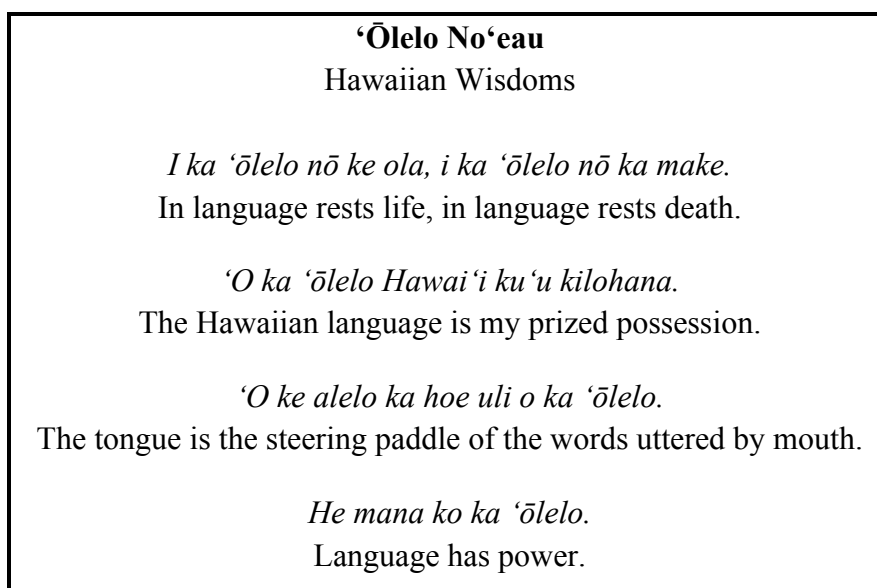 ‘Ōlelo No‘eau
Hawaiian Wisdoms
I ka ‘ōlelo nō ke ola, i ka ‘ōlelo nō ka make.
In language rests life, in language rests death.
‘O ka ‘ōlelo Hawai‘i ku‘u kilohana.
The Hawaiian language is my prized possession.
‘O ke alelo ka hoe uli o ka ‘ōlelo.
The tongue is the steering paddle of the words uttered by mouth.
He mana ko ka ‘ōlelo.
Language has power.